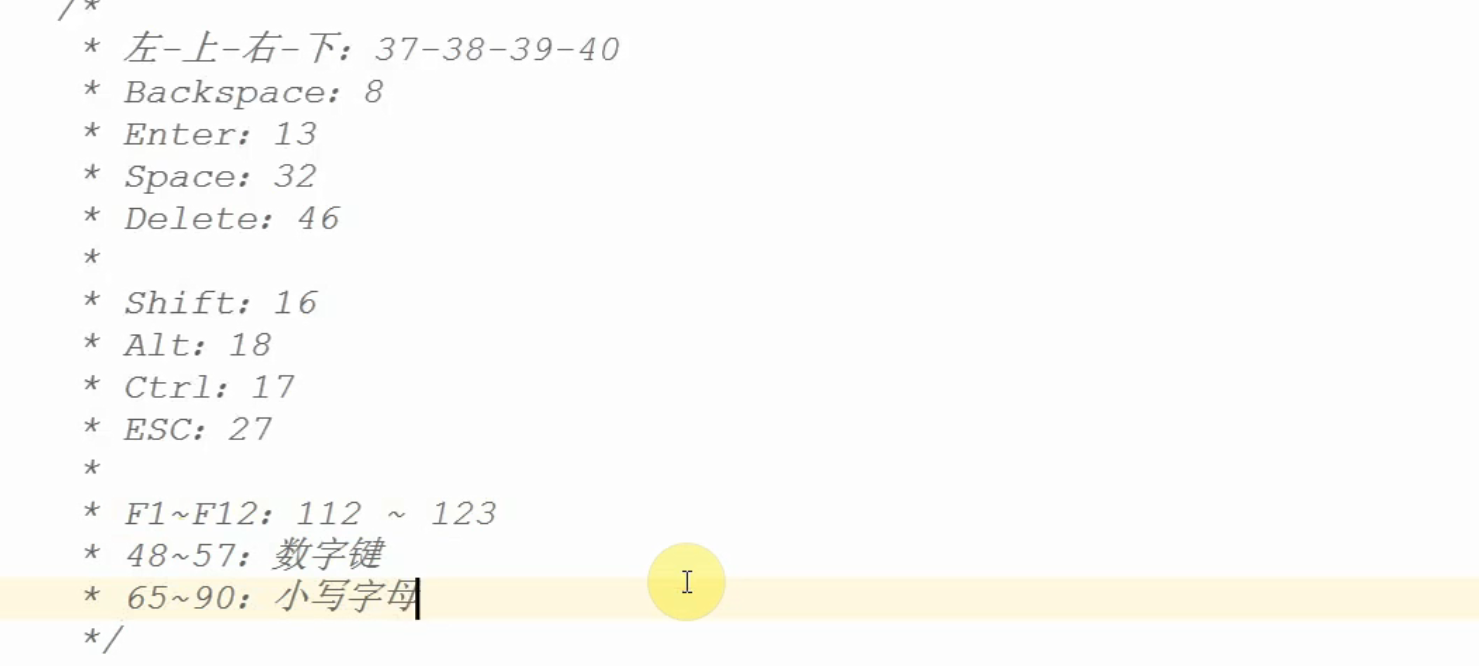 /*
* 左-上-右-下：37-38-39-40
* Backspace：8
* Enter：13
* Space：32
* Delete：46
*
* Shift：16
* Alt：18
* Ctrl：17
* ESC：27
*
* F1~F12：112 ~ 123
* 48~57：数字键
* 65~90：小写字母
*/